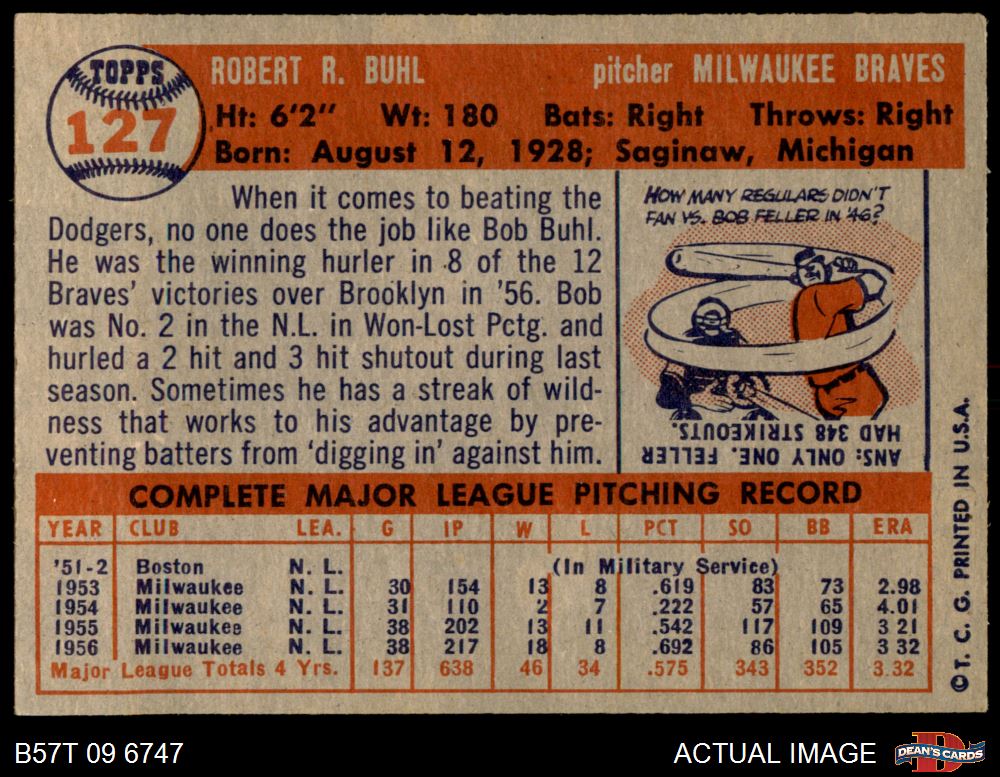 TOPPS
127
ROBERT R. BUHL pitcher MILWAUKEE BRAVES
Ht: 6'2" Wt: 180 Bats: Right Throws: Right
Born: August 12, 1928; Saginaw, Michigan
When it comes to beating the
Dodgers, no one does the job like Bob Buhl.
He was the winning hurler in 8 of the 12
Braves' victories over Brooklyn in '56. Bob
was No. 2 in the N.L. in Won-Lost Pctg. and
hurled a 2 hit and 3 hit shutout during last
season. Sometimes he has a streak of wild-
ness that works to his advantage by pre-
venting batters from 'digging in' against him.
HOW MANY REGULARS DIDN'T
FAN VS. BOB FELLER IN '46?
ANS: ONLY ONE. FELLER
HAD 348 STRIKEOUTS.
COMPLETE MAJOR LEAGUE PITCHING RECORD
YEAR CLUB LEA. G IP W L PCT SO BB ERA
'51-2 Boston N. L. (In Military Service)
1953 Milwaukee N. L. 30 154 13 8 .619 83 73 2.98
1954 Milwaukee N. L. 31 110 2 7 .222 57 65 4.01
1955 Milwaukee N. L. 38 202 13 11 .542 117 109 3 21
1956 Milwaukee N. L. 38 217 18 8 .692 86 105 3 32
Major League Totals 4 Yrs. 137 638 46 34 .575 343 352 3.32
© T. C. G. PRINTED IN U.S.A.
B57T 09 6747 ACTUAL IMAGE DEAN'S CARDS